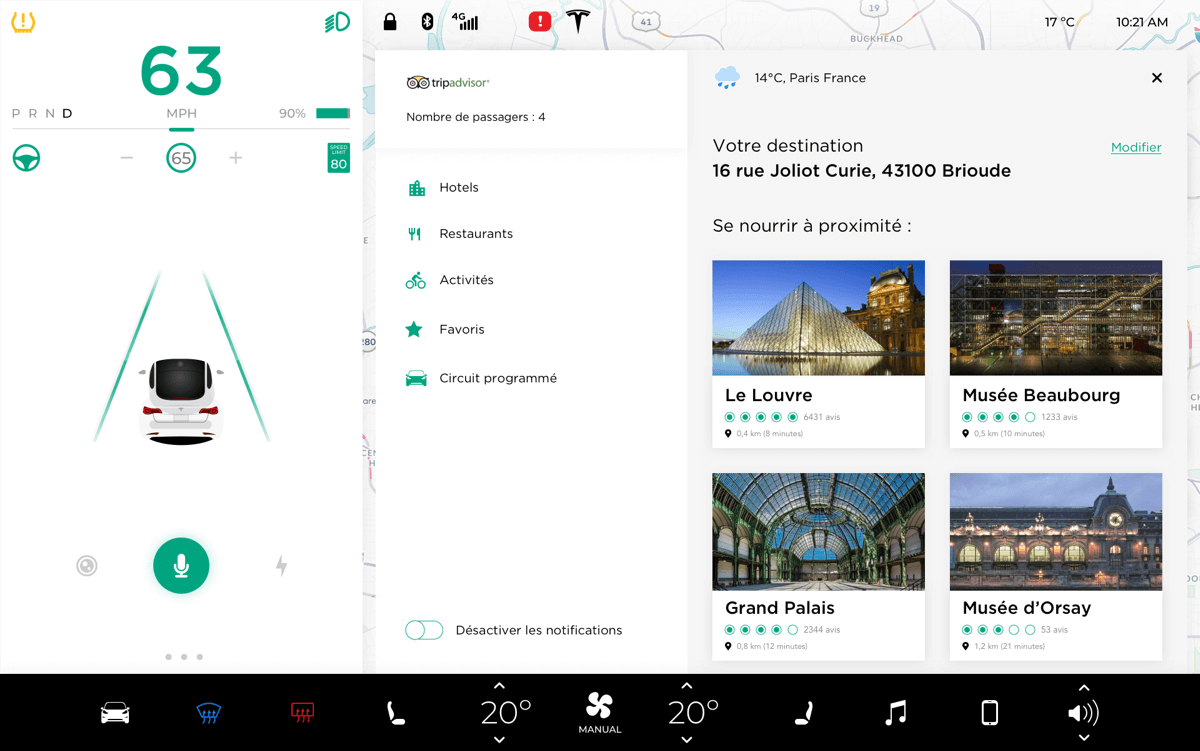 63
P R N D
MPH
90%
65
SPEED
LIMIT
80
4G
!
41
19
BUCKHEAD
17 °C
10:21 AM
tripadvisor
Nombre de passagers : 4
Hotels
Restaurants
Activités
Favoris
Circuit programmé
Désactiver les notifications
14°C, Paris France
Votre destination
Modifier
16 rue Joliot Curie, 43100 Brioude
Se nourrir à proximité :
Le Louvre
6431 avis
0,4 km (8 minutes)
Musée Beaubourg
1233 avis
0,5 km (10 minutes)
Grand Palais
2344 avis
0,8 km (12 minutes)
Musée d’Orsay
53 avis
1,2 km (21 minutes)
20°
MANUAL
20°